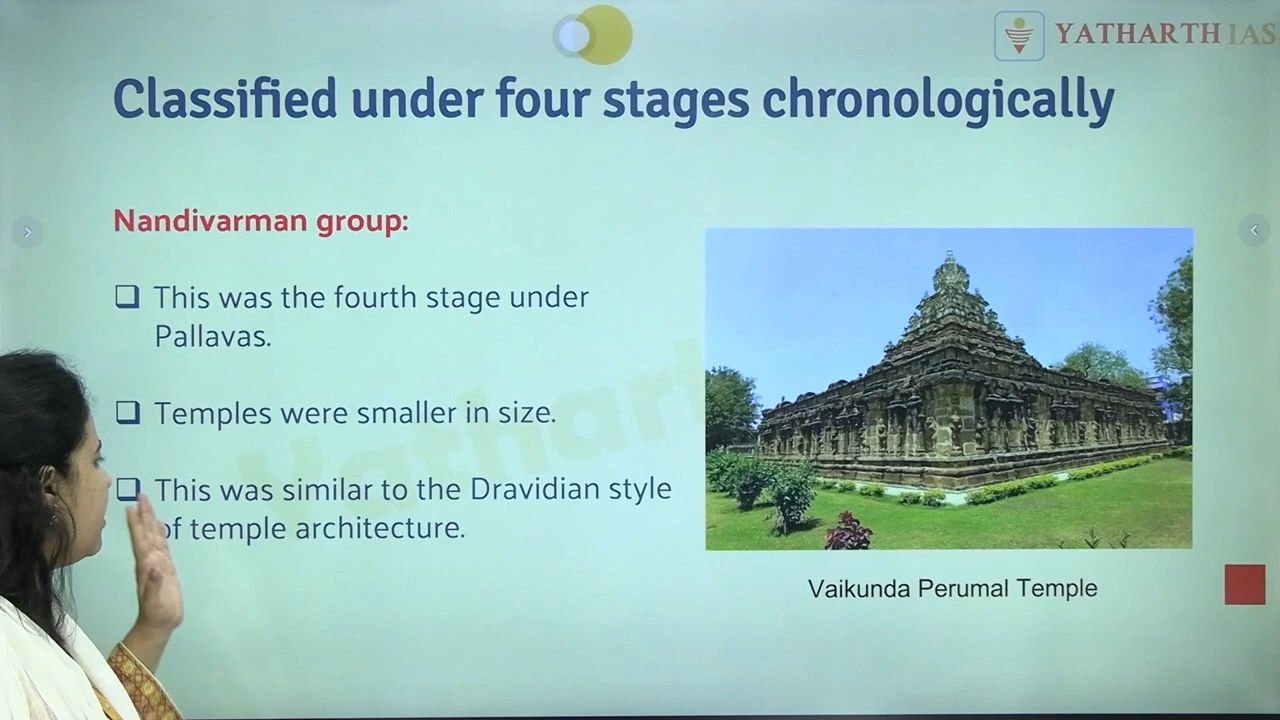 YATHARTH IAS
Classified under four stages chronologically
Nandivarman group:
This was the fourth stage under
Pallavas.
Temples were smaller in size.
This was similar to the Dravidian style
of temple architecture.
Yathart
Vaikunda Perumal Temple